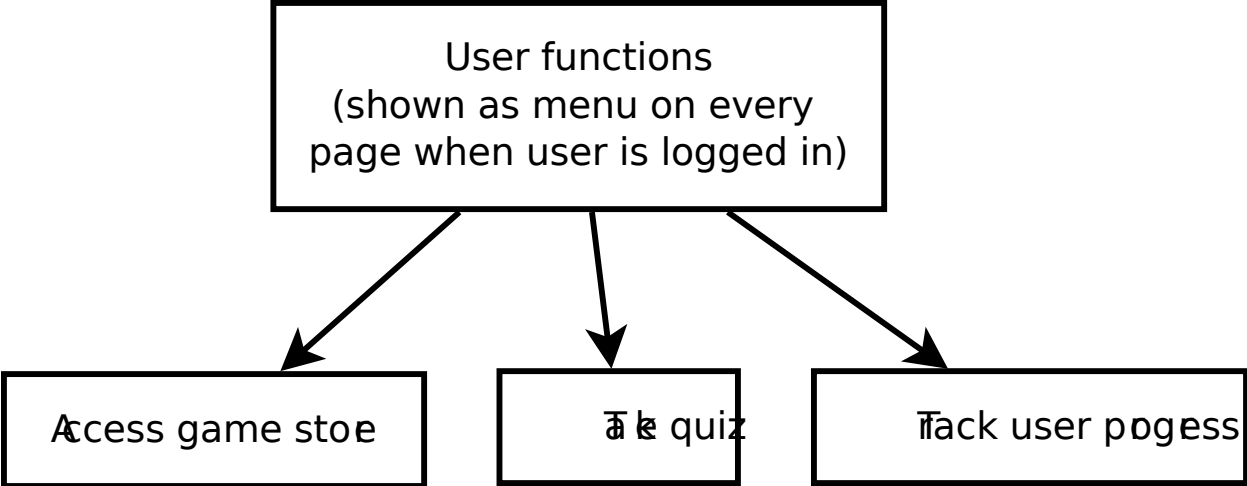 User functions
(shown as menu on every
page when user is logged in)
Access game store
Take quiz
Track user progress